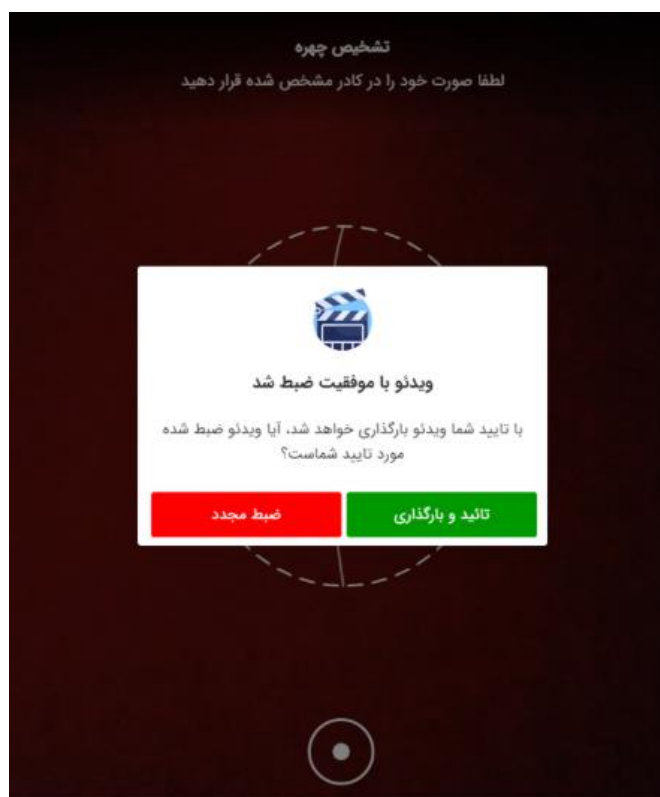 تشخیص چهره
لطفا صورت خود را در کادر مشخص شده قرار دهید
ویدئو با موفقیت ضبط شد
با تایید شما ویدئو بارگذاری خواهد شد، آیا ویدئو ضبط شده
مورد تایید شماست؟
تائید و بارگذاری
ضبط مجدد